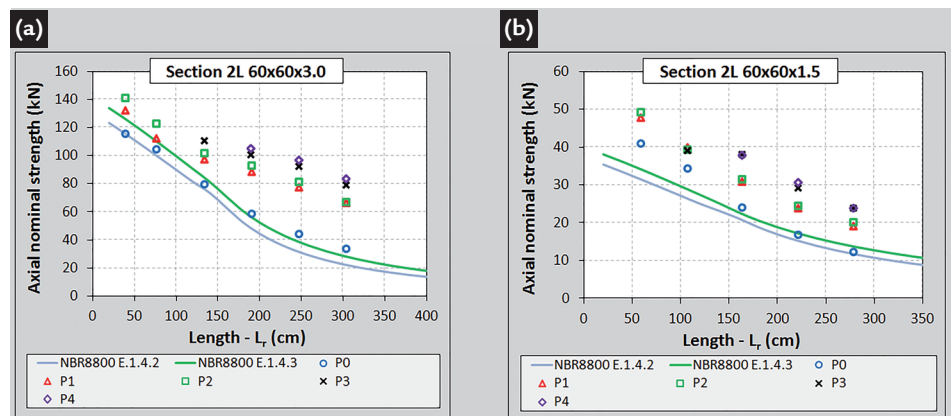 (a)
Section 2L 60x60x3.0
Axial nominal strength (kN)
160
140
120
100
80
60
40
20
0
0 50 100 150 200 250 300 350 400
Length - Lr (cm)
NBR8800 E.1.4.2 NBR8800 E.1.4.3 P0
P1 P2 P3
P4
(b)
Section 2L 60x60x1.5
Axial nominal strength (kN)
60
50
40
30
20
10
0
0 50 100 150 200 250 300 350
Length - Lr (cm)
NBR8800 E.1.4.2 NBR8800 E.1.4.3 P0
P1 P2 P3
P4